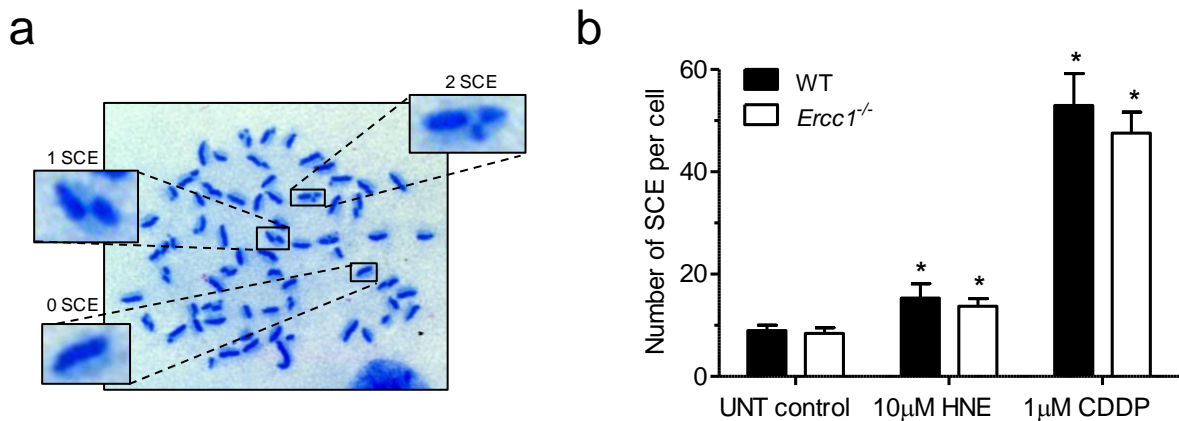 a
2 SCE
1 SCE
0 SCE
b
Number of SCE per cell
60
40
20
0
WT
Ercc1-/-
* *
* *
UNT control 10μM HNE 1μM CDDP